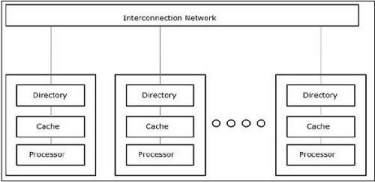 Interconnection Network
Directory
Cache
Processor
Directory
Cache
Processor
Directory
Cache
Processor